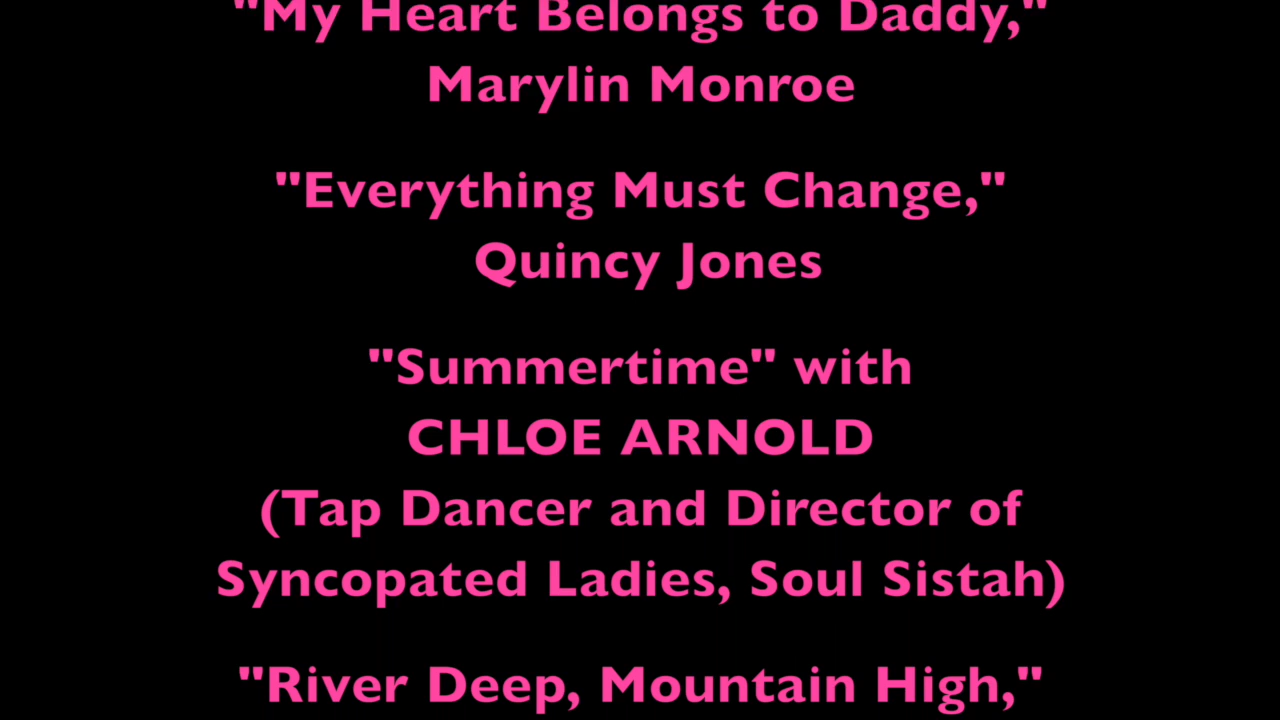 "My Heart Belongs to Daddy,"
Marylin Monroe
"Everything Must Change,"
Quincy Jones
"Summertime" with
CHLOE ARNOLD
(Tap Dancer and Director of
Syncopated Ladies, Soul Sistah)
"River Deep, Mountain High,"